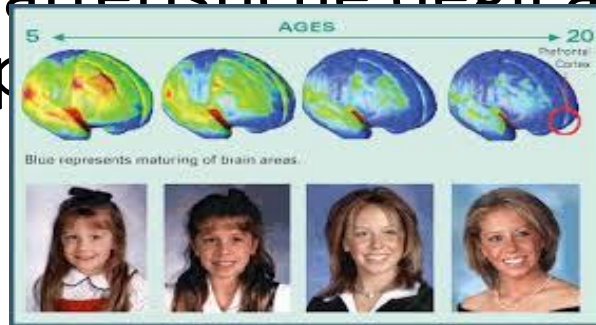 AGES
5 20
Prefrontal
Cortex
Blue represents maturing of brain areas.